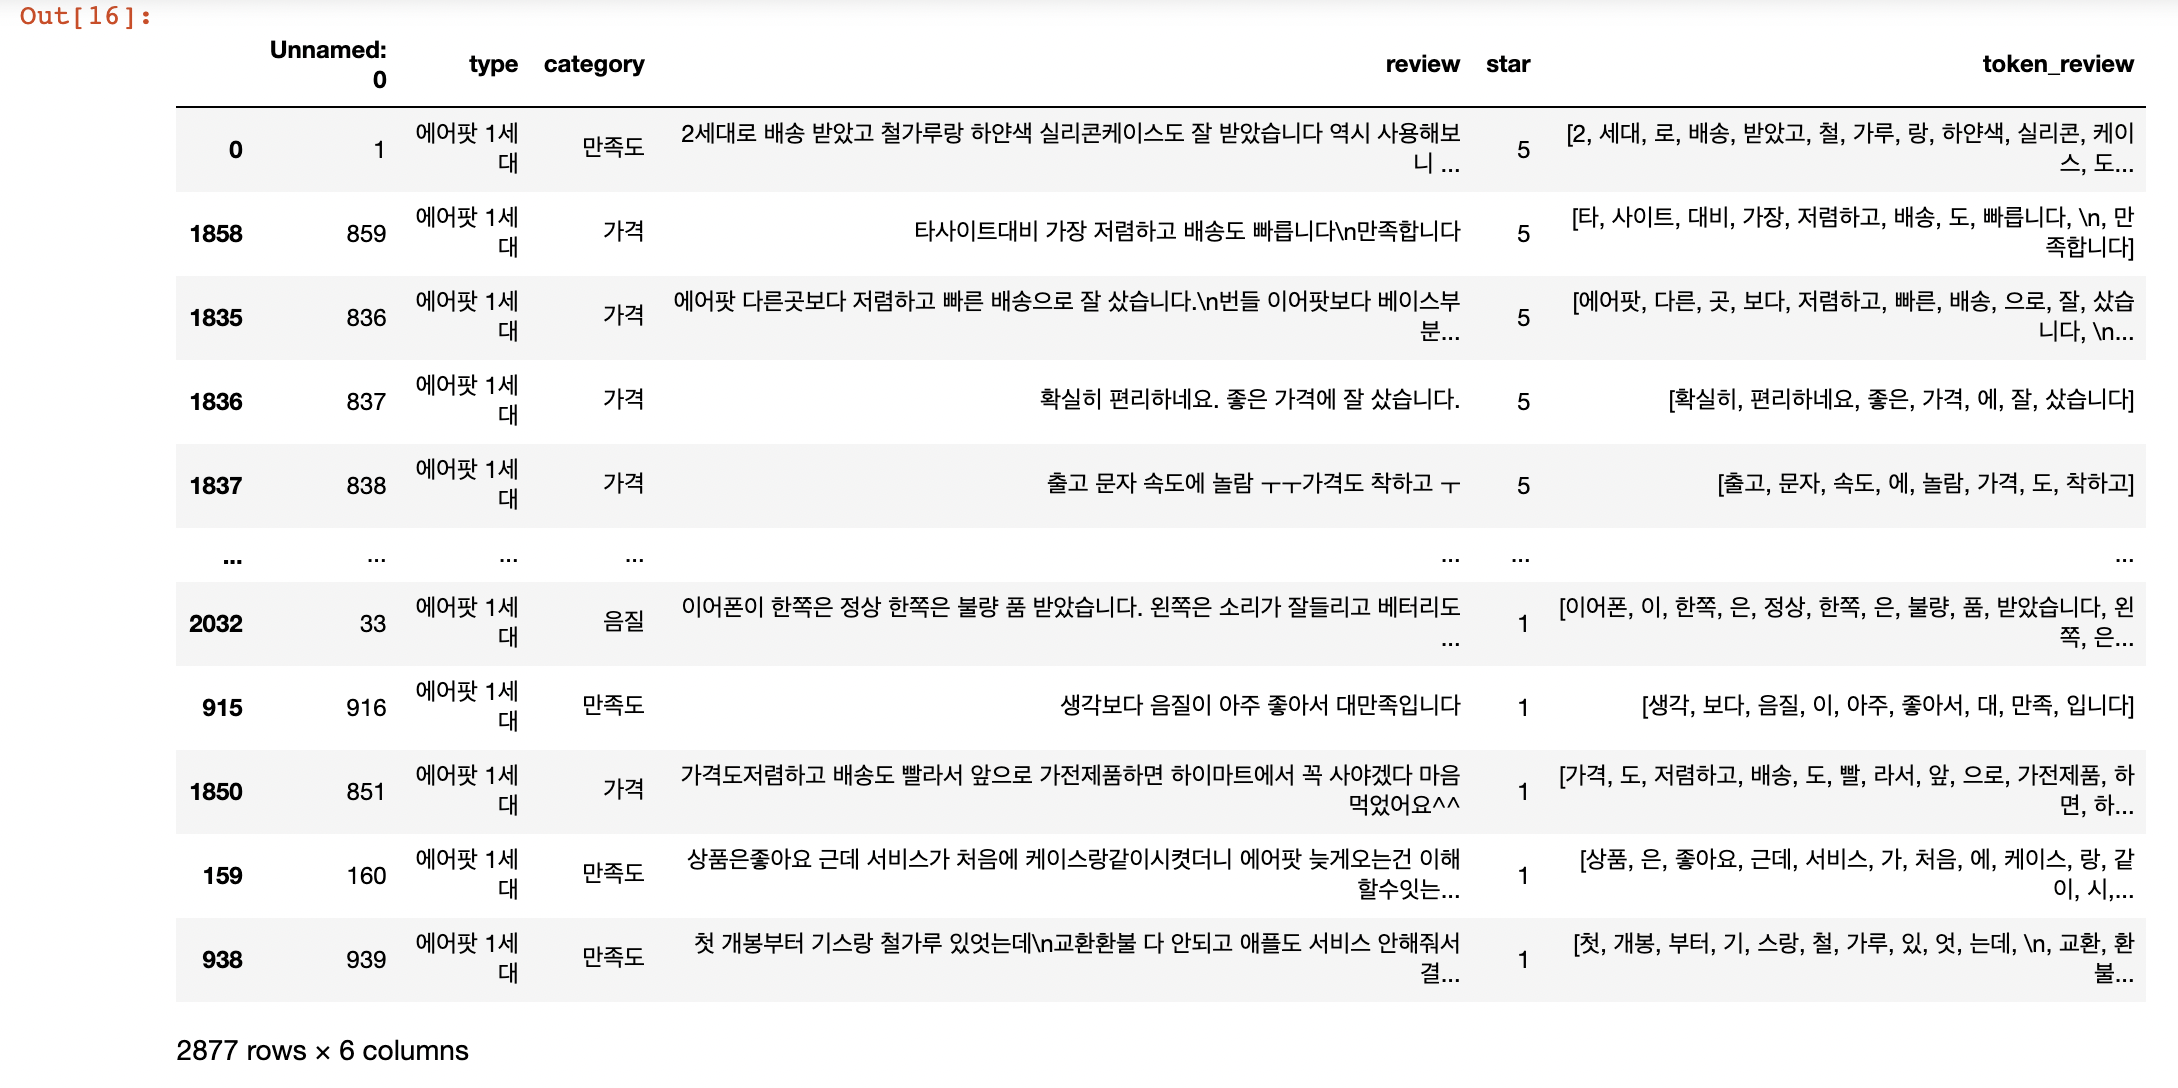 Out[16]:
Unnamed: 0 type category review star token_review
0 1 에어팟 1세대 만족도 2세대로 배송 받았고 철가루랑 하얀색 실리콘케이스도 잘 받았습니다 역시 사용해보니 ... 5 [2, 세대, 로, 배송, 받았고, 철, 가루, 랑, 하얀색, 실리콘, 케이스, 도...
1858 859 에어팟 1세대 가격 타사이트대비 가장 저렴하고 배송도 빠릅니다\n만족합니다 5 [타, 사이트, 대비, 가장, 저렴하고, 배송, 도, 빠릅니다, \n, 만족합니다]
1835 836 에어팟 1세대 가격 에어팟 다른곳보다 저렴하고 빠른 배송으로 잘 샀습니다.\n번들 이어팟보다 베이스부분... 5 [에어팟, 다른, 곳, 보다, 저렴하고, 빠른, 배송, 으로, 잘, 샀습니다, \n...
1836 837 에어팟 1세대 가격 확실히 편리하네요. 좋은 가격에 잘 샀습니다. 5 [확실히, 편리하네요, 좋은, 가격, 에, 잘, 샀습니다]
1837 838 에어팟 1세대 가격 출고 문자 속도에 놀람 ㅜㅜ가격도 착하고 ㅜ 5 [출고, 문자, 속도, 에, 놀람, 가격, 도, 착하고]
... ... ... ... ... ... ...
2032 33 에어팟 1세대 음질 이어폰이 한쪽은 정상 한쪽은 불량 품 받았습니다. 왼쪽은 소리가 잘들리고 베터리도 ... 1 [이어폰, 이, 한쪽, 은, 정상, 한쪽, 은, 불량, 품, 받았습니다, 왼쪽, 은...
915 916 에어팟 1세대 만족도 생각보다 음질이 아주 좋아서 대만족입니다 1 [생각, 보다, 음질, 이, 아주, 좋아서, 대, 만족, 입니다]
1850 851 에어팟 1세대 가격 가격도저렴하고 배송도 빨라서 앞으로 가전제품하면 하이마트에서 꼭 사야겠다 마음먹었어요^^ 1 [가격, 도, 저렴하고, 배송, 도, 빨, 라서, 앞, 으로, 가전제품, 하면, 하...
159 160 에어팟 1세대 만족도 상품은좋아요 근데 서비스가 처음에 케이스랑같이시켯더니 에어팟 늦게오는건 이해할수잇는... 1 [상품, 은, 좋아요, 근데, 서비스, 가, 처음, 에, 케이스, 랑, 같이, 시,...
938 939 에어팟 1세대 만족도 첫 개봉부터 기스랑 철가루 있엇는데\n교환환불 다 안되고 애플도 서비스 안해줘서 결... 1 [첫, 개봉, 부터, 기, 스랑, 철, 가루, 있, 엇, 는데, \n, 교환, 환불...
2877 rows × 6 columns